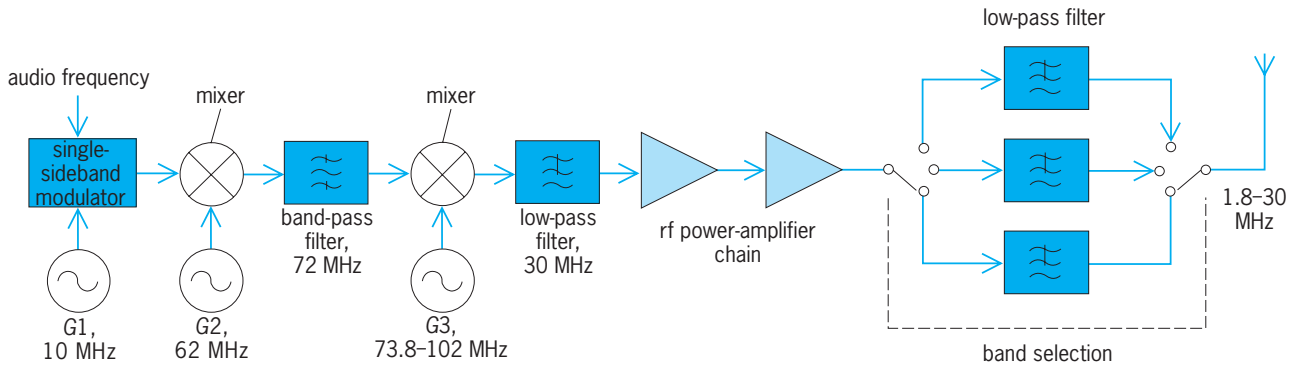 low-pass filter
audio frequency
mixer
mixer
single-
sideband
modulator
band-pass
filter,
72 MHz
low-pass
filter,
30 MHz
rf power-amplifier
chain
1.8–30
MHz
G1,
10 MHz
G2,
62 MHz
G3,
73.8–102 MHz
band selection